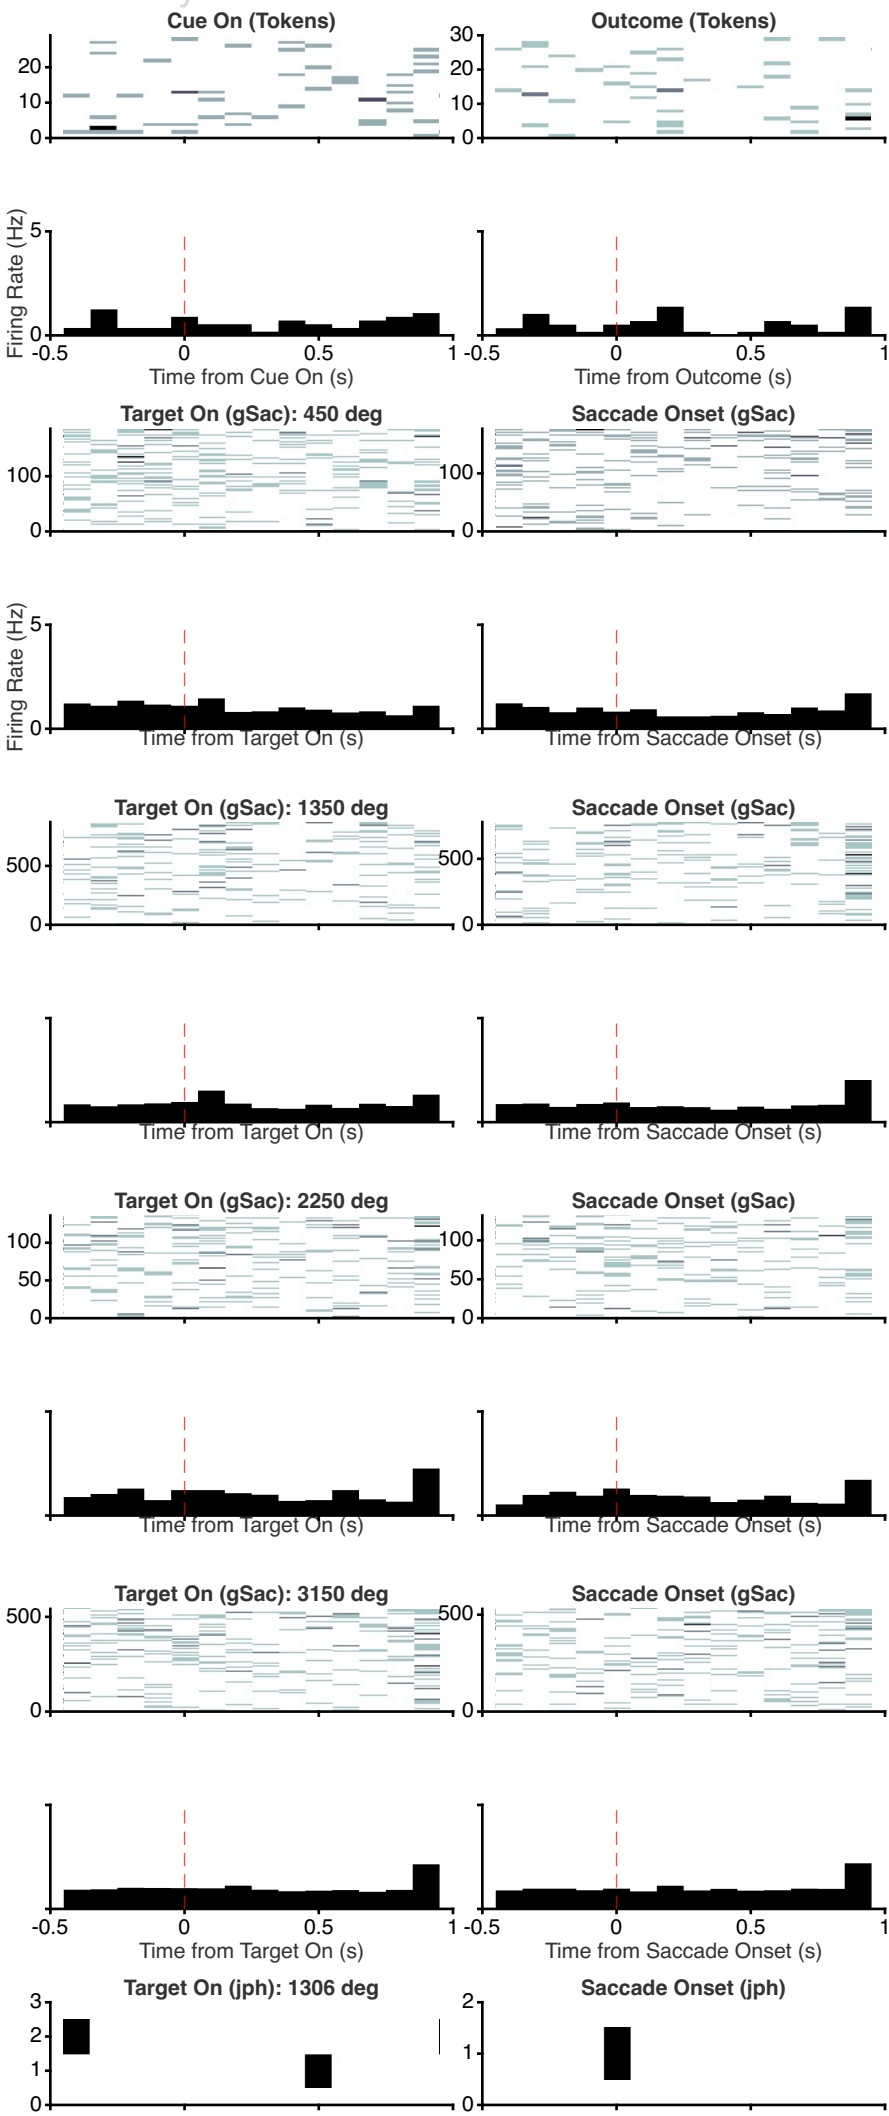 Cue On (Tokens) Outcome (Tokens)
20 10 0 30 20 10 0
Firing Rate (Hz)
5 0
-0.5 0 0.5 1 -0.5 0 0.5 1
Time from Cue On (s) Time from Outcome (s)
Target On (gSac): 450 deg Saccade Onset (gSac)
100 0 100 0
Firing Rate (Hz)
5 0
Time from Target On (s) Time from Saccade Onset (s)
Target On (gSac): 1350 deg Saccade Onset (gSac)
500 0 500 0
Time from Target On (s) Time from Saccade Onset (s)
Target On (gSac): 2250 deg Saccade Onset (gSac)
100 50 0 100 50 0
Time from Target On (s) Time from Saccade Onset (s)
Target On (gSac): 3150 deg Saccade Onset (gSac)
500 0 500 0
-0.5 0 0.5 1 -0.5 0 0.5 1
Time from Target On (s) Time from Saccade Onset (s)
Target On (jph): 1306 deg Saccade Onset (jph)
3 2 1 0 2 1 0